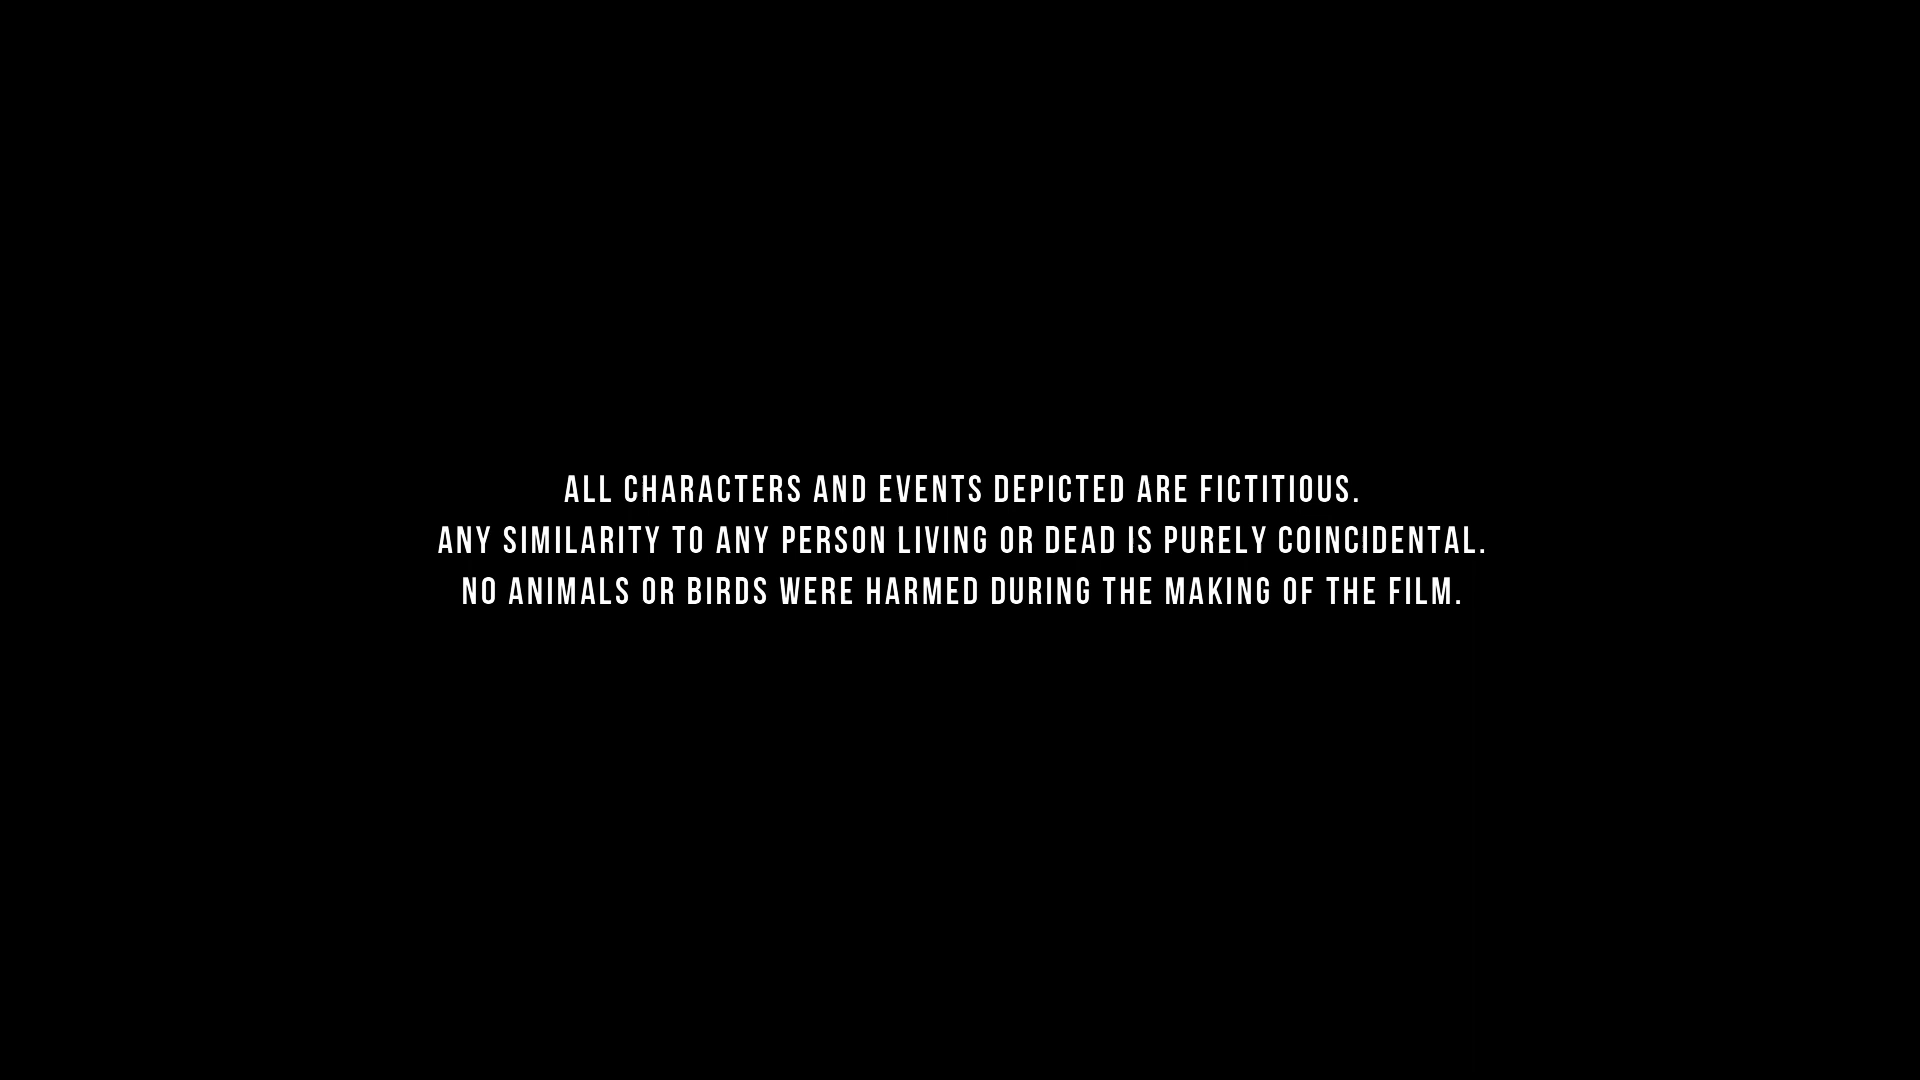 ALL CHARACTERS AND EVENTS DEPICTED ARE FICTITIOUS.
ANY SIMILARITY TO ANY PERSON LIVING OR DEAD IS PURELY COINCIDENTAL.
NO ANIMALS OR BIRDS WERE HARMED DURING THE MAKING OF THE FILM.